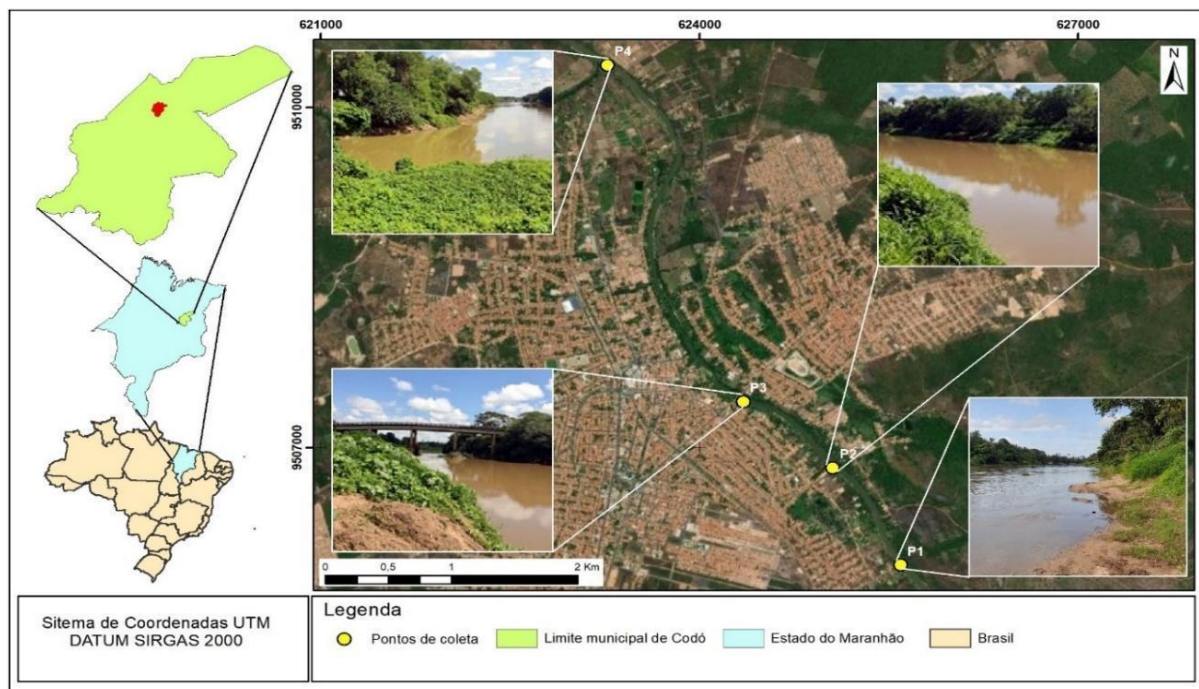 621000 624000 627000
P4
N
9510000
P3
9507000
P2
P1
0 0,5 1 2 Km
Sitema de Coordenadas UTM
DATUM SIRGAS 2000
Legenda
Pontos de coleta Limite municipal de Codó Estado do Maranhão Brasil